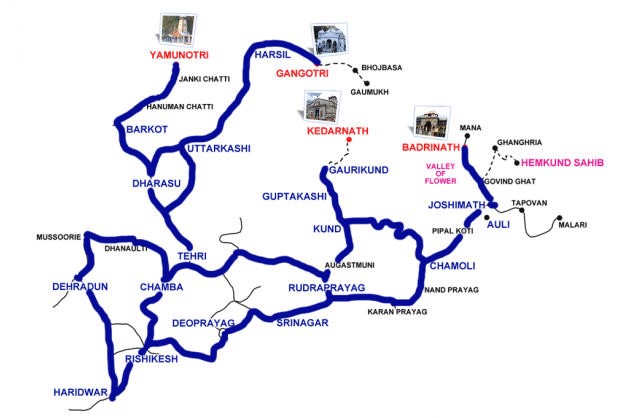 YAMUNOTRI
HARSIL
GANGOTRI
BHOJBASA
JANKI CHATTI
GAUMUKH
HANUMAN CHATTI
BARKOT
KEDARNATH
MANA
GHANGHRIA
UTTARKASHI
BADRINATH
HEMKUND SAHIB
VALLEY
OF
FLOWER
GAURIKUND
DHARASU
GOVIND GHAT
GUPTAKASHI
JOSHIMATH
TAPOVAN
AULI
MALARI
KUND
PIPAL KOTI
MUSSOORIE
DHANAULTI
TEHRI
AUGASTMUNI
CHAMOLI
DEHRADUN
CHAMBA
RUDRAPRAYAG
NAND PRAYAG
KARAN PRAYAG
DEOPRAYAG
SRINAGAR
RISHIKESH
HARIDWAR